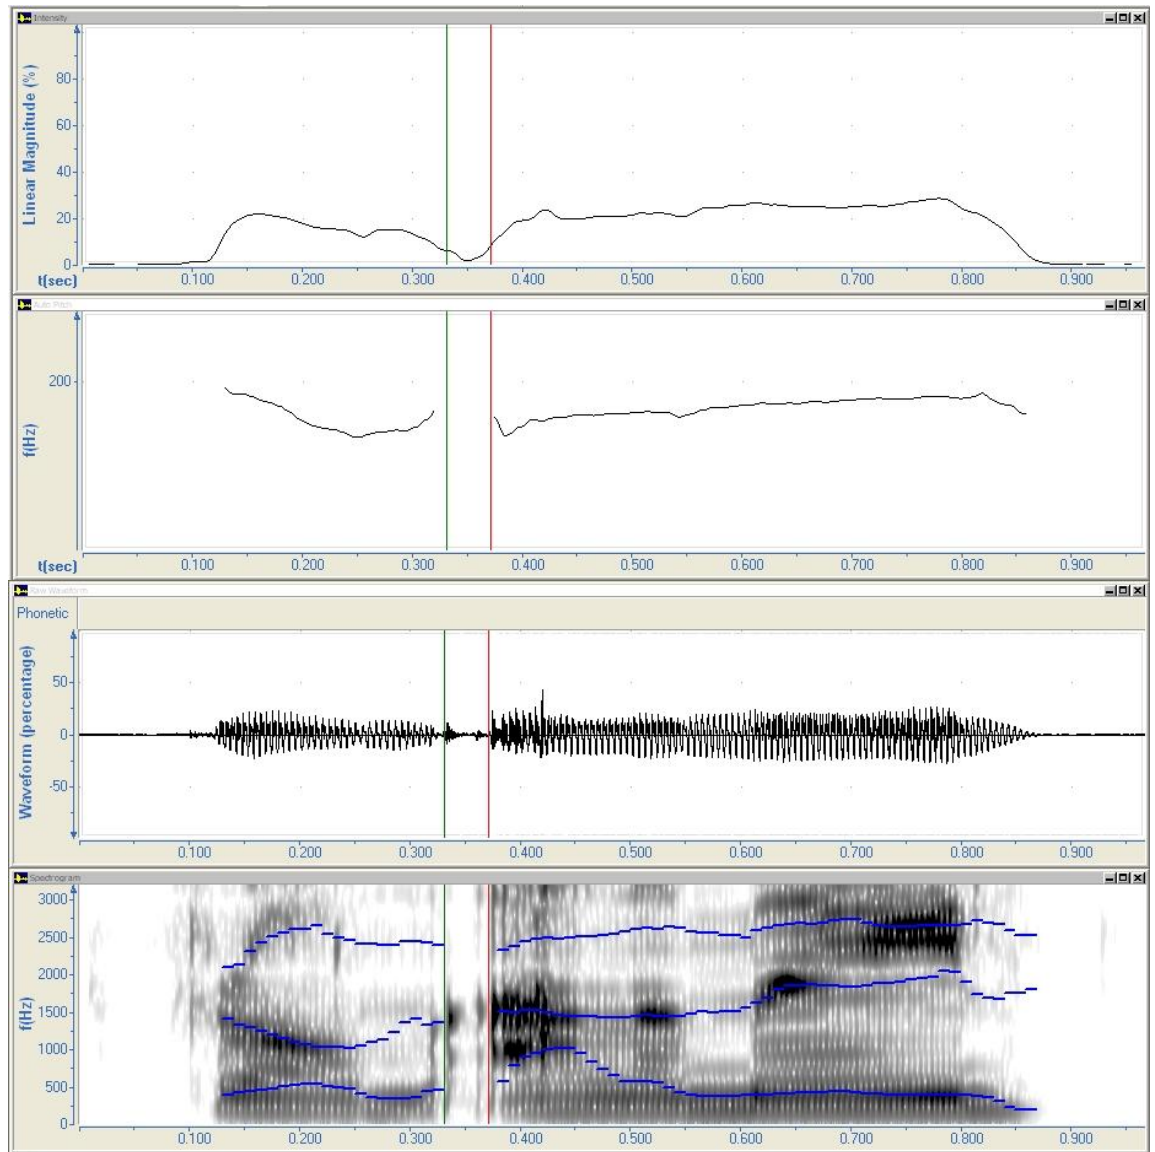 Intensity
Linear Magnitude (%)
80
60
40
20
0
t(sec)
0.100 0.200 0.300 0.400 0.500 0.600 0.700 0.800 0.900
Auto Pitch
f(Hz)
200
t(sec)
0.100 0.200 0.300 0.400 0.500 0.600 0.700 0.800 0.900
Raw Waveform
Phonetic
Waveform (percentage)
50
0
-50
0.100 0.200 0.300 0.400 0.500 0.600 0.700 0.800 0.900
Spectrogram
f(Hz)
3000
2500
2000
1500
1000
500
0
0.100 0.200 0.300 0.400 0.500 0.600 0.700 0.800 0.900